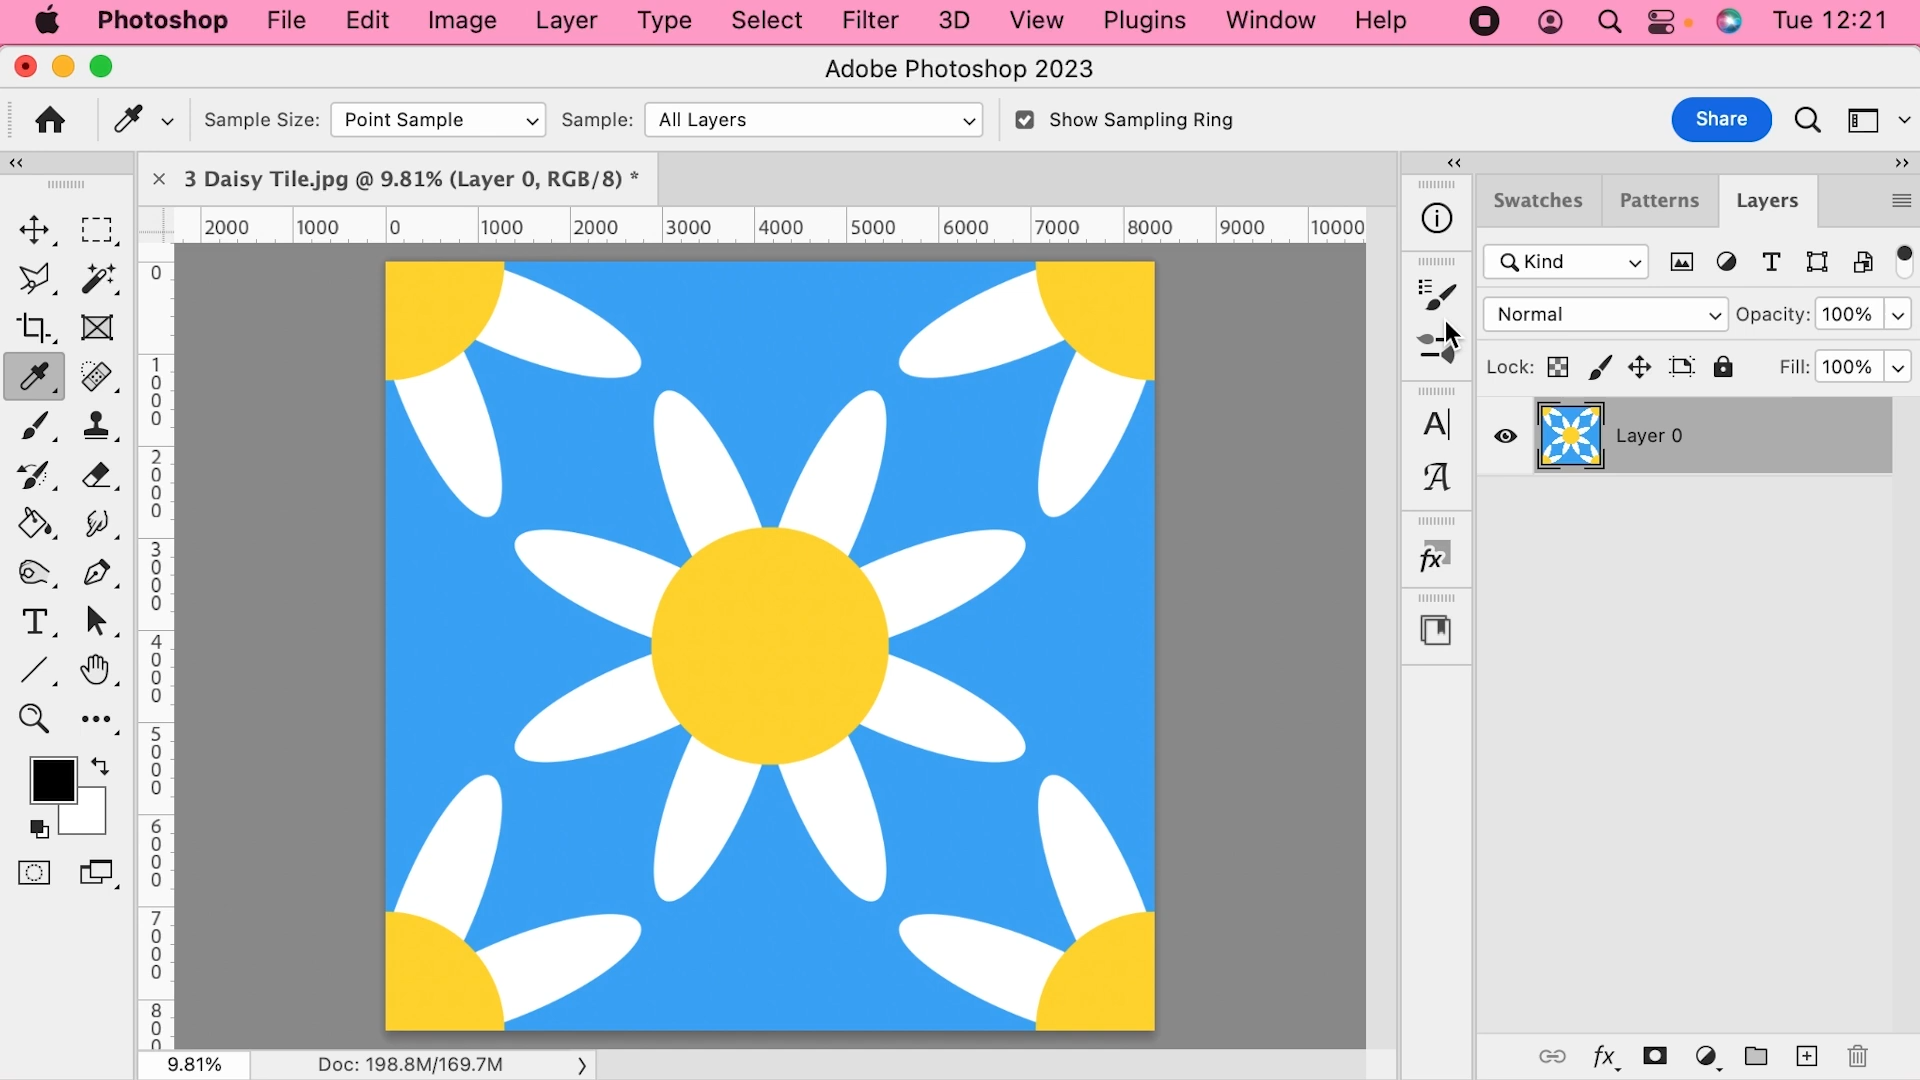 Photoshop File Edit Image Layer Type Select Filter 3D View Plugins Window Help Tue 12:21
Adobe Photoshop 2023
Sample Size: Point Sample Sample: All Layers Show Sampling Ring Share
3 Daisy Tile.jpg @ 9.81% (Layer 0, RGB/8) *
Swatches Patterns Layers
2000 1000 0 1000 2000 3000 4000 5000 6000 7000 8000 9000 10000
Kind
Normal Opacity: 100%
Lock: Fill: 100%
Layer 0
0
1000
2000
3000
4000
5000
6000
7000
800
9.81% Doc: 198.8M/169.7M